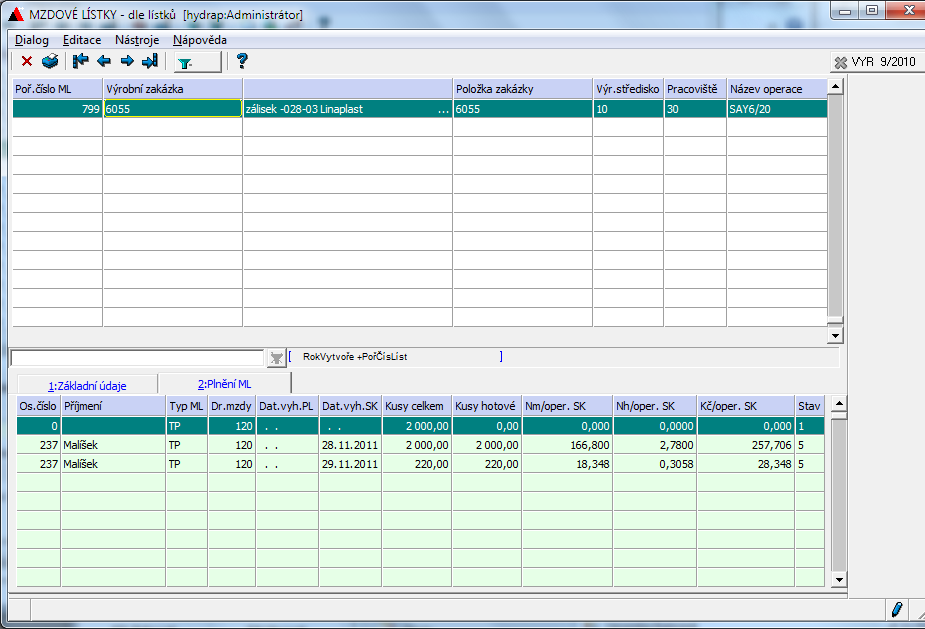 MZDOVÉ LÍSTKY - dle lístků [hydrap:Administrátor]
Dialog Editace Nástroje Nápověda
VYR 9/2010
Poř.číslo ML Výrobní zakázka Položka zakázky Výr.středisko Pracoviště Název operace
799 6055 zálisek -028-03 Linaplast ... 6055 10 30 SAY6/20
[ RokVytvoře +PořČísLíst ]
1:Základní údaje 2:Plnění ML
Os.číslo Příjmení Typ ML Dr.mzdy Dat.vyh.PL Dat.vyh.SK Kusy celkem Kusy hotové Nm/oper. SK Nh/oper. SK Kč/oper. SK Stav
0 TP 120 . . . . 2 000,00 0,00 0,000 0,0000 0,000 1
237 Malíšek TP 120 . . 28.11.2011 2 000,00 2 000,00 166,800 2,7800 257,706 5
237 Malíšek TP 120 . . 29.11.2011 220,00 220,00 18,348 0,3058 28,348 5